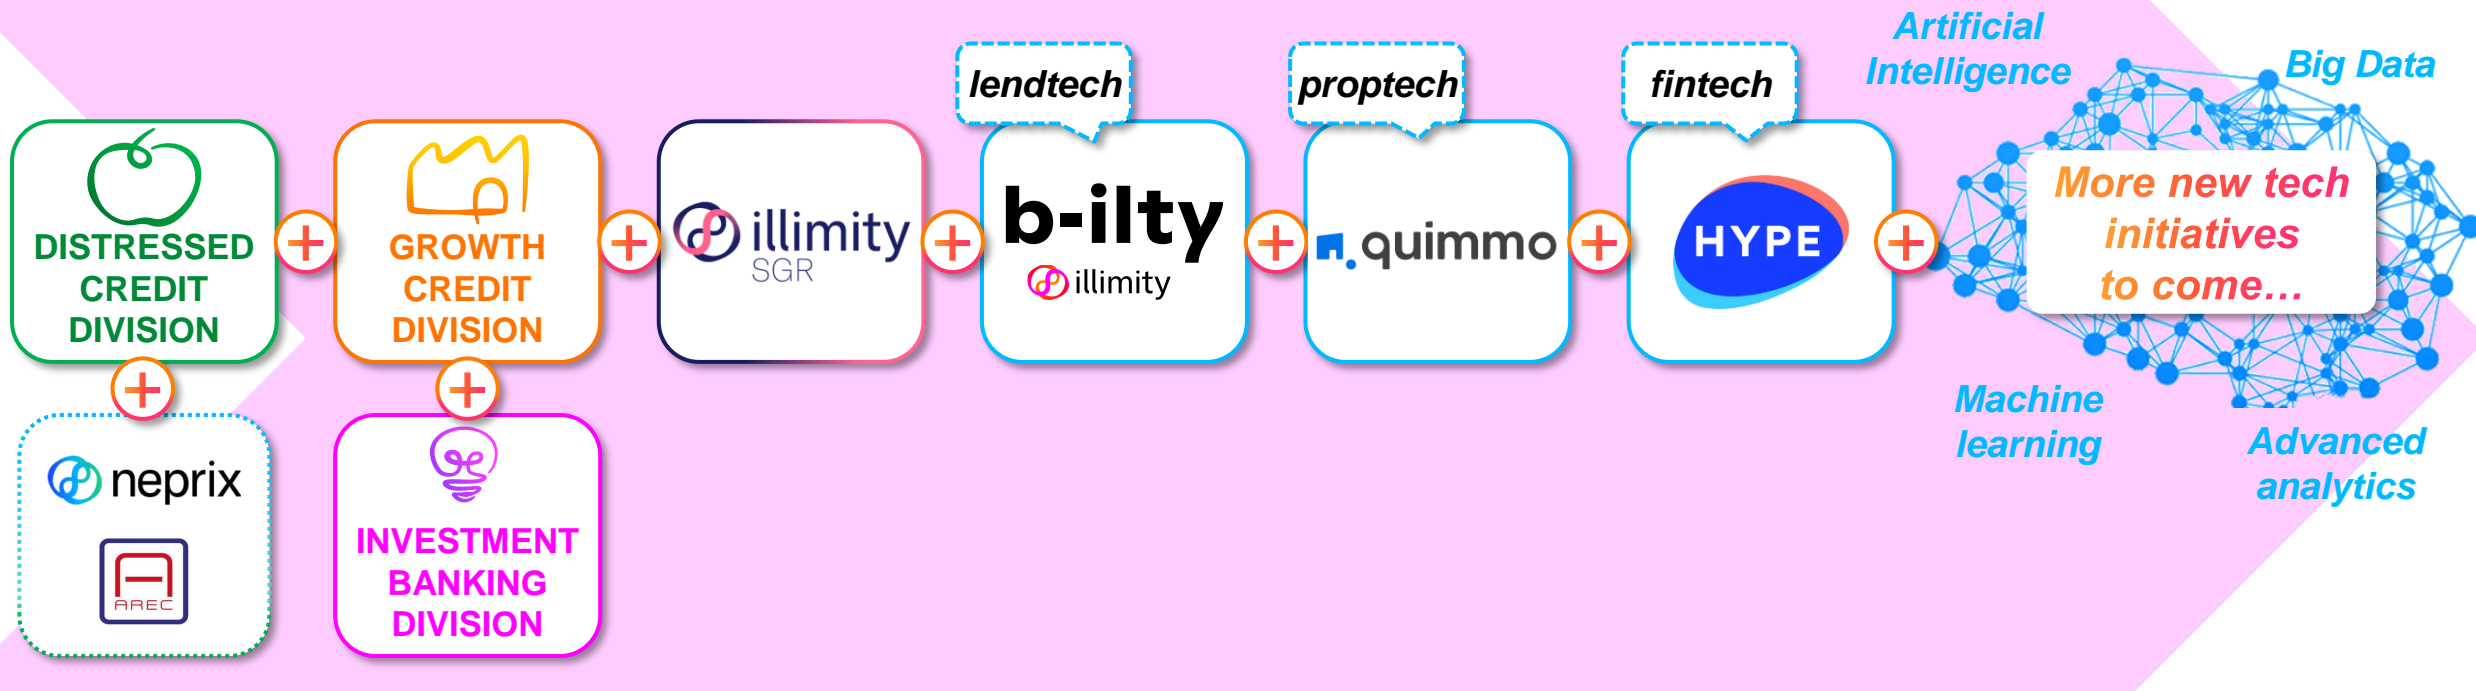 lendtech
proptech
fintech
Artificial
Intelligence
Big Data
DISTRESSED
CREDIT
DIVISION
+
GROWTH
CREDIT
DIVISION
+
illimity
SGR
+
b-ilty
illimity
+
quimmo
+
HYPE
+
More new tech
initiatives
to come...
+
+
neprix
AREC
INVESTMENT
BANKING
DIVISION
Machine
learning
Advanced
analytics